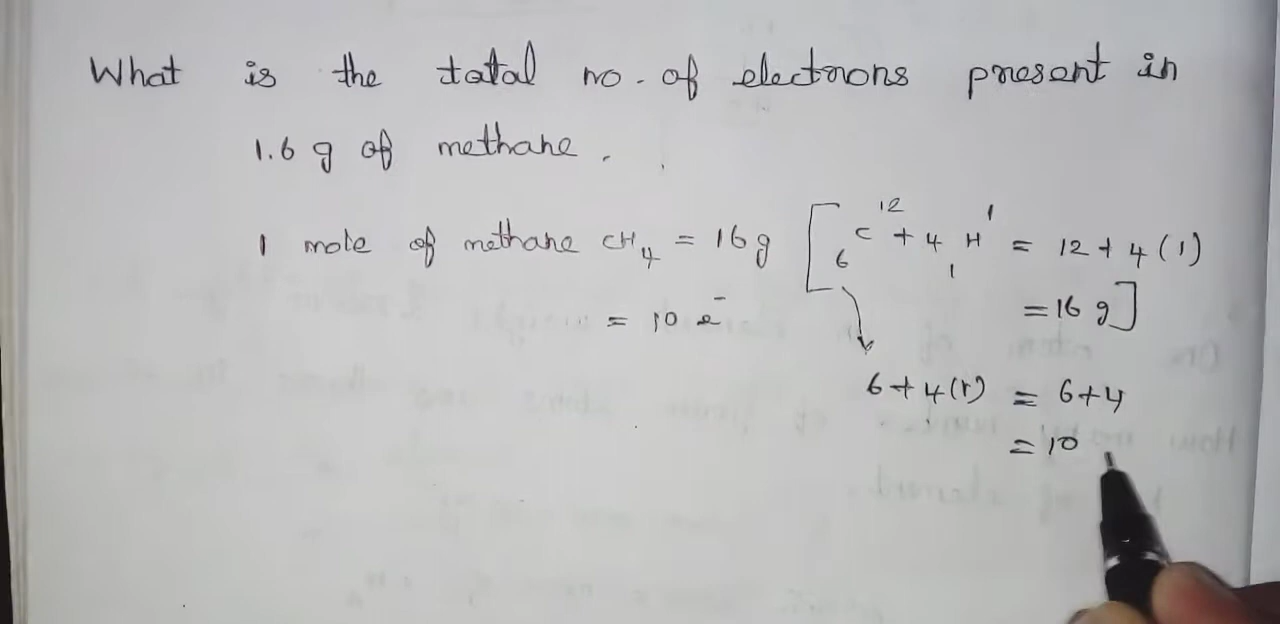 What is the total no. of electrons present in
1.6 g of methane.
1 mole of methane CH₄ = 16g [ ₆C¹² + 4 ₁H¹ = 12 + 4 (1)
= 10 e⁻ = 16 g]
6 + 4(1) = 6+4
= 10